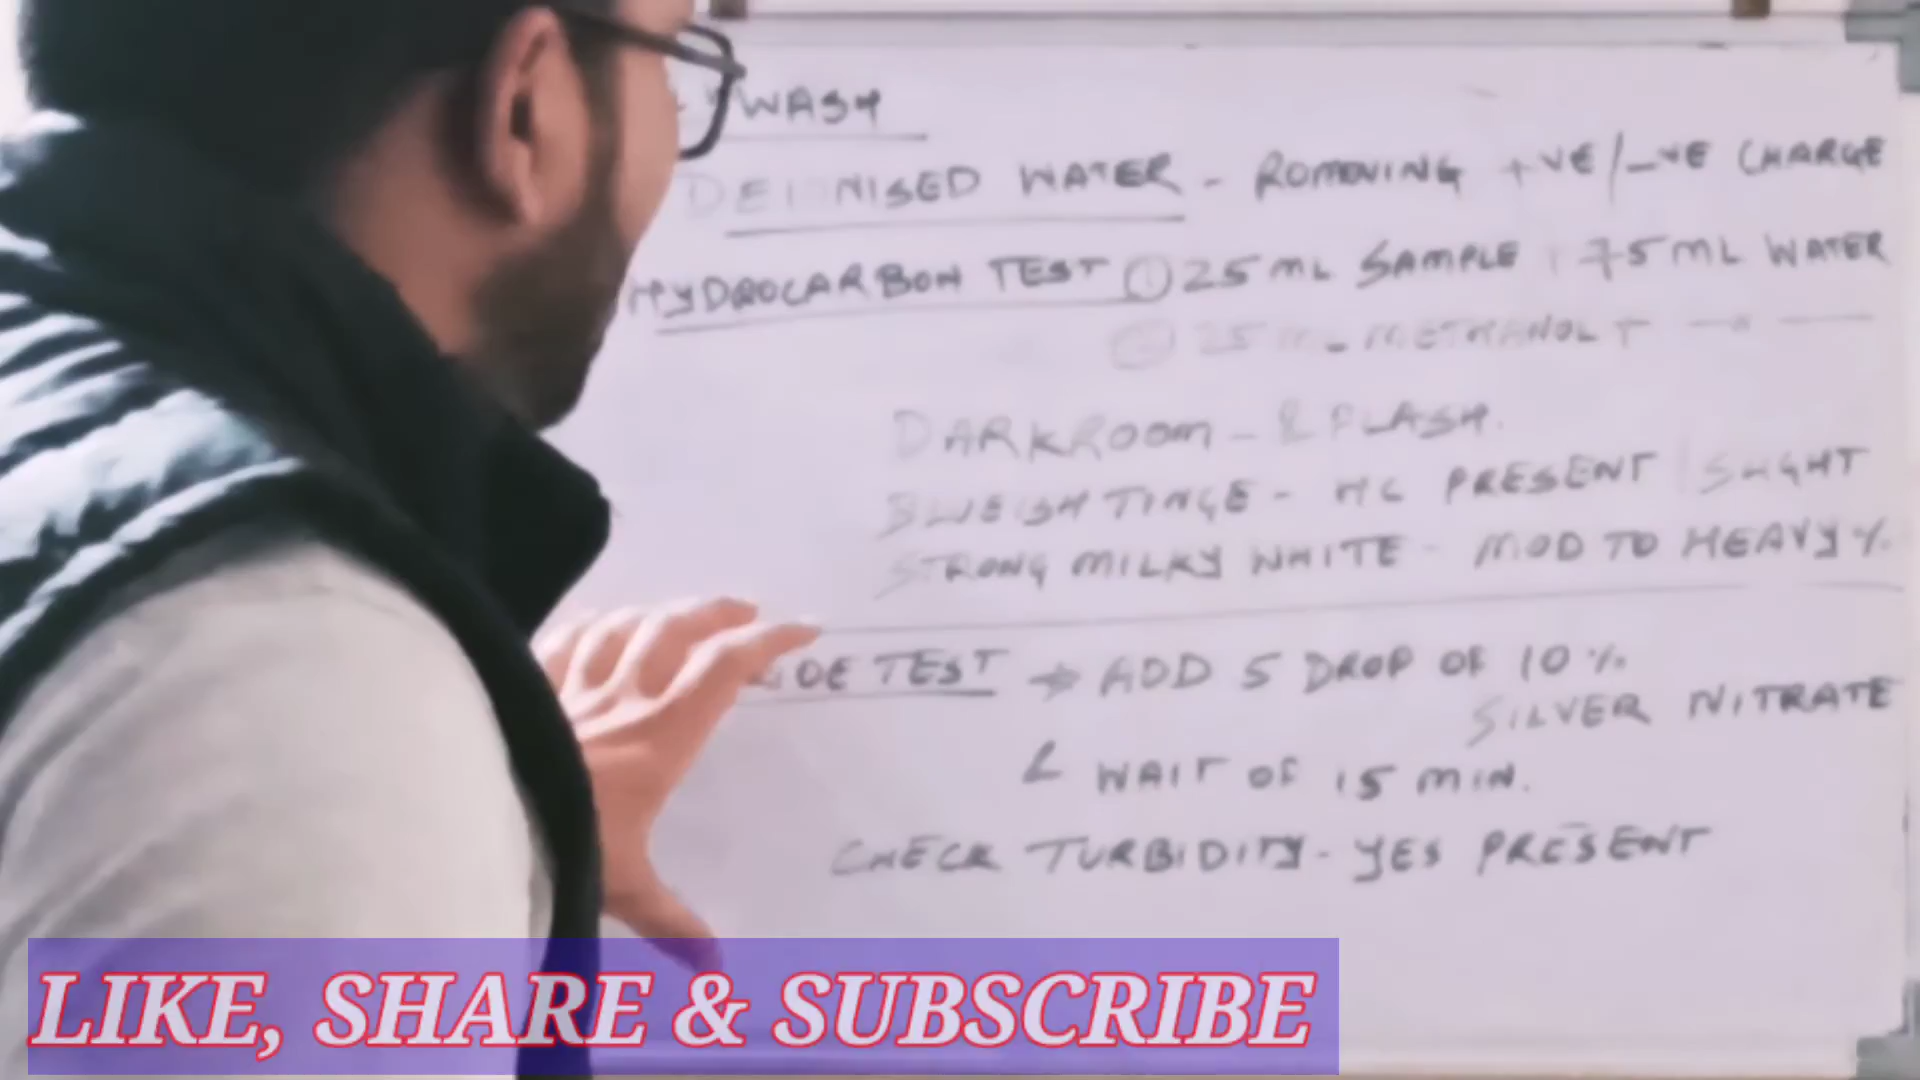 WASH
DEIONISED WATER - ROMOVING +VE/-VE CHARGE
HYDROCARBON TEST ① 25 ML SAMPLE : 75 ML WATER
② 25 ML METHANOL T — " —
DARKROOM - & FLASH.
BLUEISH TINGE - HC PRESENT / SLIGHT
STRONG MILKY WHITE - MOD TO HEAVY %
IDE TEST → ADD 5 DROP OF 10 %
SILVER NITRATE
& WAIT OF 15 MIN.
CHECK TURBIDITY - YES PRESENT
LIKE, SHARE & SUBSCRIBE